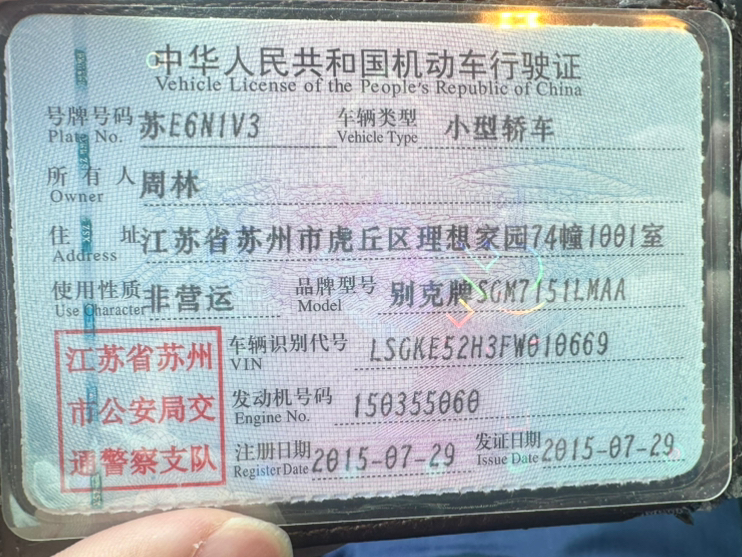 中华人民共和国机动车行驶证
Vehicle License of the People's Republic of China
号牌号码 苏E6N1V3 车辆类型 小型轿车
Plate No. Vehicle Type
所有人 周林
Owner
住址 江苏省苏州市虎丘区理想家园74幢1001室
Address
使用性质 非营运 品牌型号 别克牌SGM7151LMAA
Use Character Model
江苏省苏州
市公安局交
通警察支队
车辆识别代号 LSGKE52H3FW010669
VIN
发动机号码 150355060
Engine No.
注册日期 2015-07-29 发证日期 2015-07-29
Register Date Issue Date